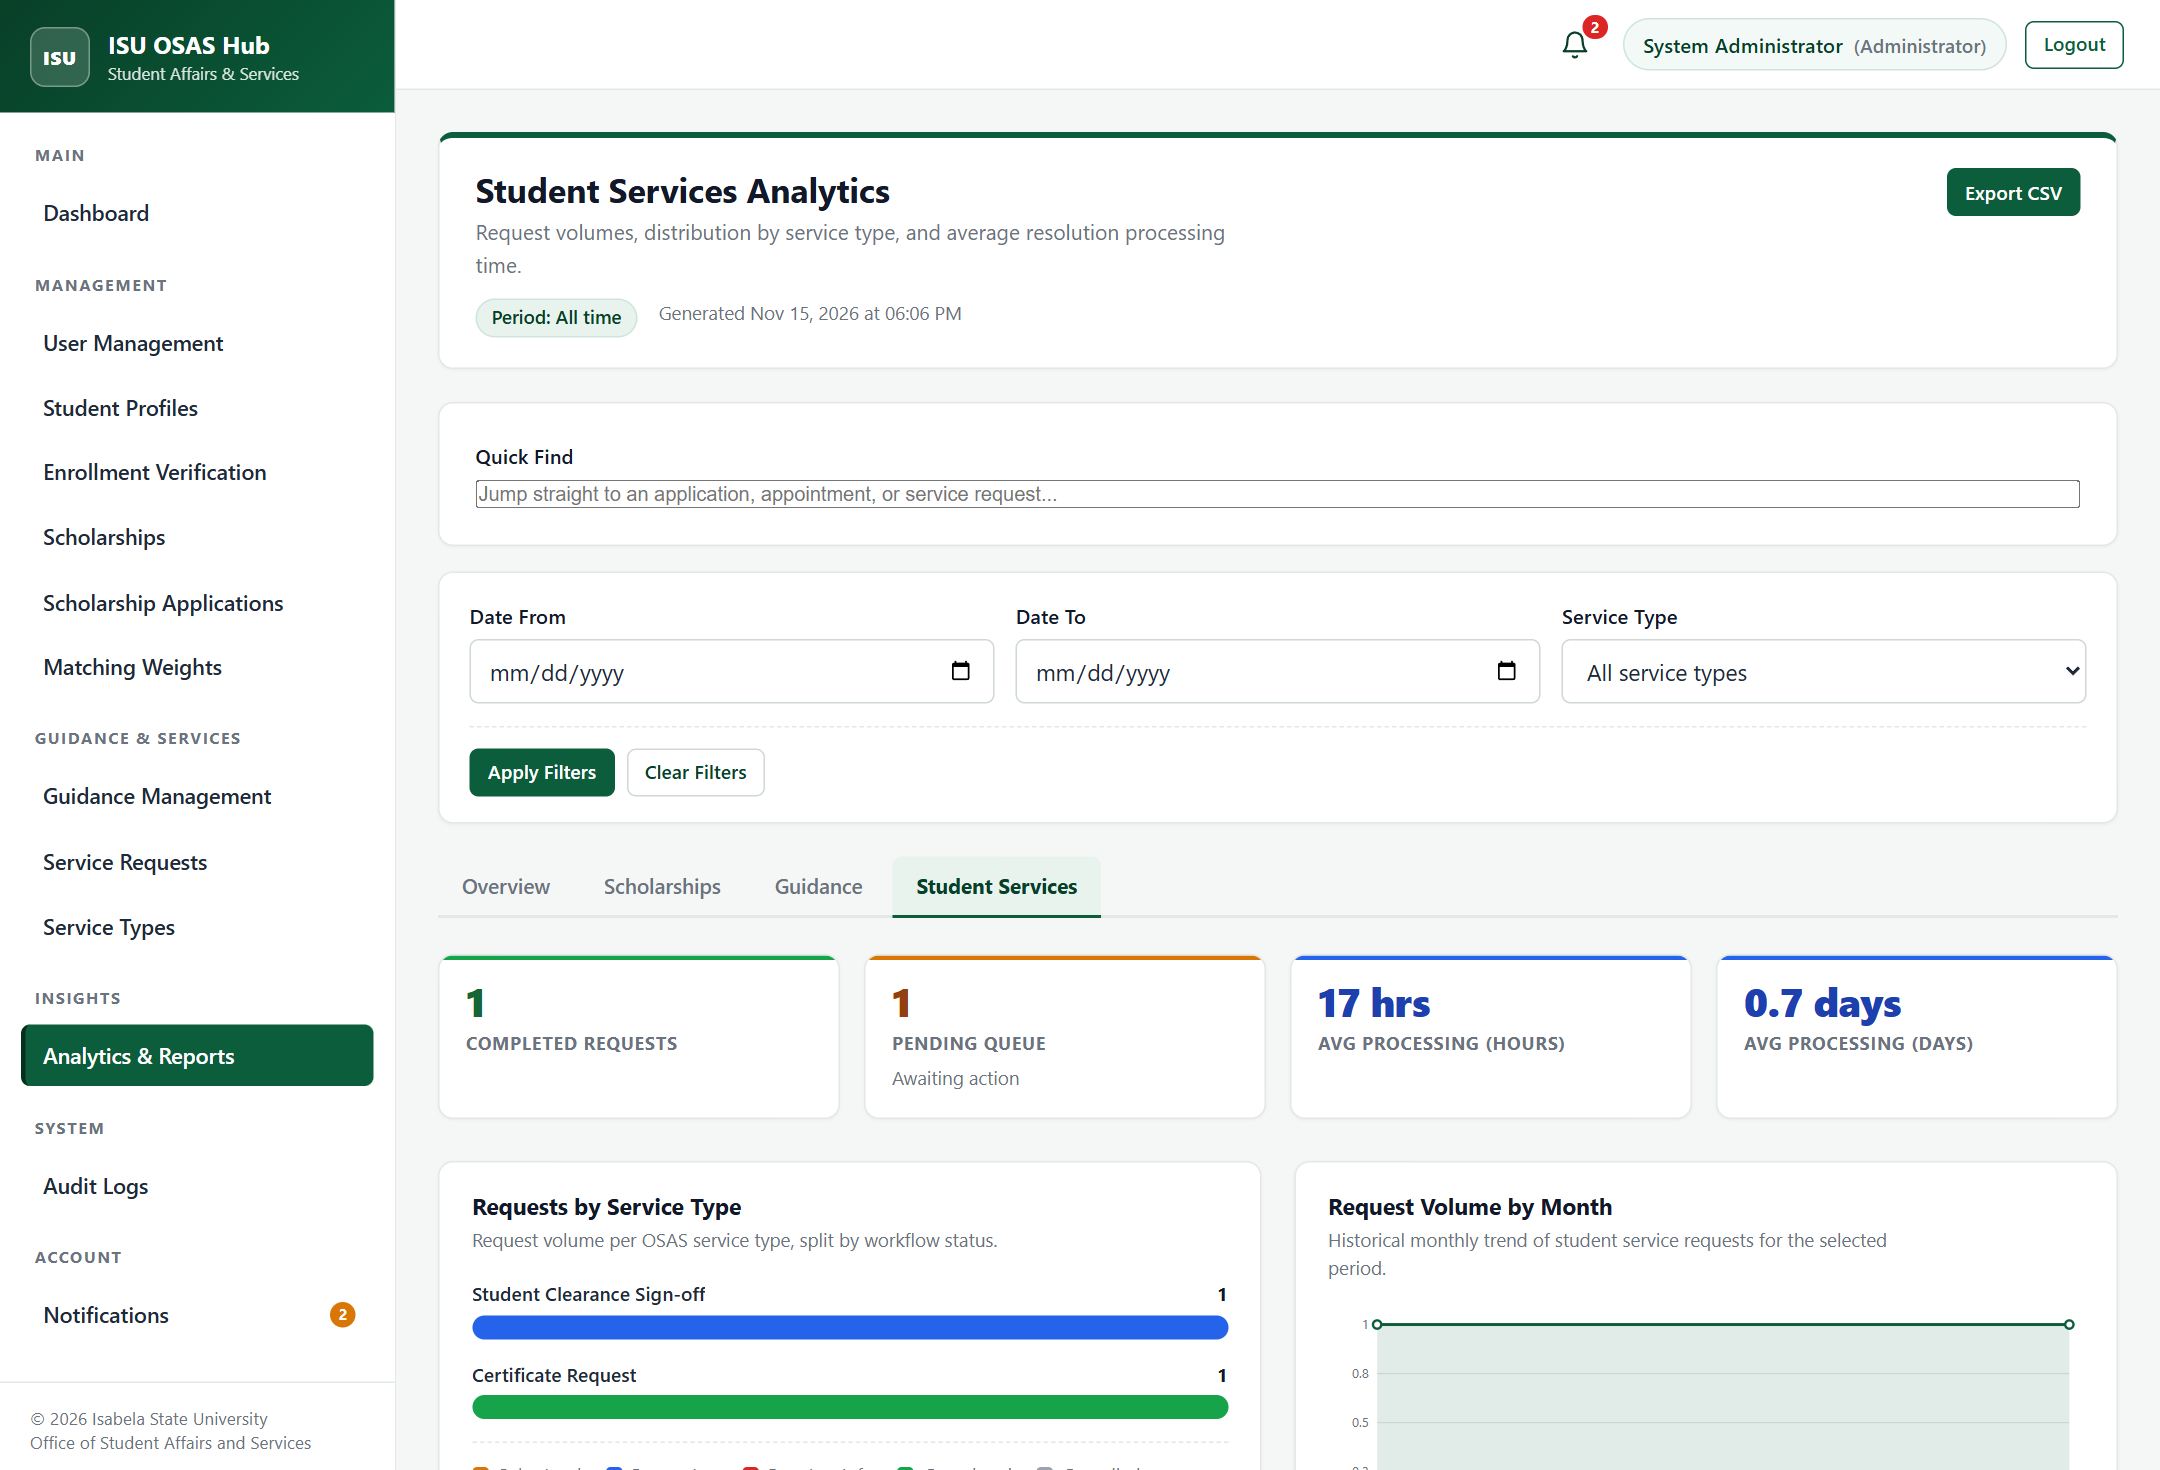 ISU
ISU OSAS Hub
Student Affairs & Services
MAIN
Dashboard
MANAGEMENT
User Management
Student Profiles
Enrollment Verification
Scholarships
Scholarship Applications
Matching Weights
GUIDANCE & SERVICES
Guidance Management
Service Requests
Service Types
INSIGHTS
Analytics & Reports
SYSTEM
Audit Logs
ACCOUNT
Notifications 2
© 2026 Isabela State University
Office of Student Affairs and Services
2
System Administrator (Administrator)
Logout
Student Services Analytics
Request volumes, distribution by service type, and average resolution processing
time.
Export CSV
Period: All time
Generated Nov 15, 2026 at 06:06 PM
Quick Find
Jump straight to an application, appointment, or service request...
Date From
mm/dd/yyyy
Date To
mm/dd/yyyy
Service Type
All service types
Apply Filters
Clear Filters
Overview
Scholarships
Guidance
Student Services
1
COMPLETED REQUESTS
1
PENDING QUEUE
Awaiting action
17 hrs
AVG PROCESSING (HOURS)
0.7 days
AVG PROCESSING (DAYS)
Requests by Service Type
Request volume per OSAS service type, split by workflow status.
Student Clearance Sign-off 1
Certificate Request 1
Request Volume by Month
Historical monthly trend of student service requests for the selected
period.
1
0.8
0.5